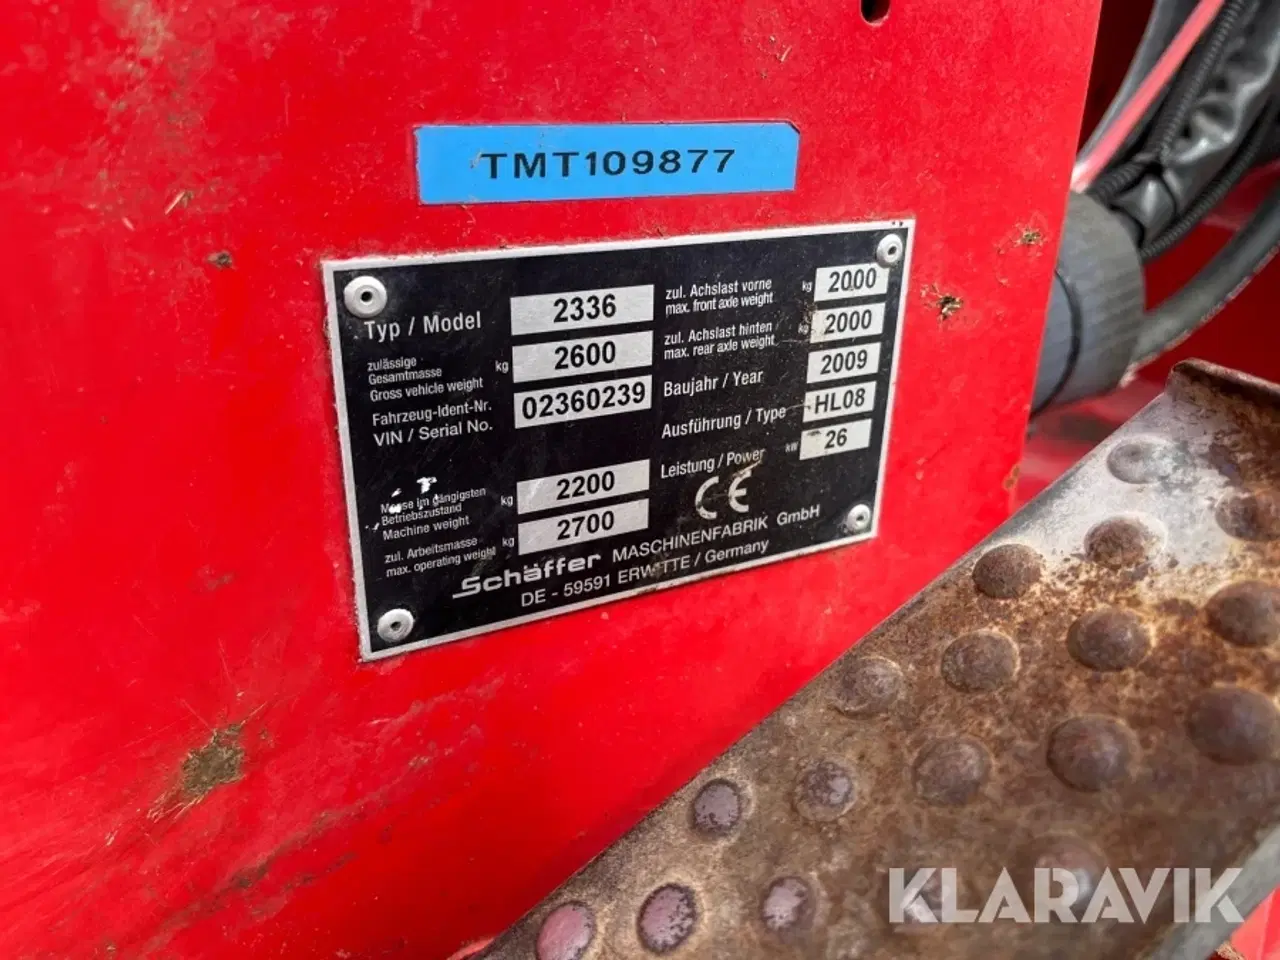 TMT109877
Typ / Model 2336
zulässige
Gesamtmasse
Gross vehicle weight kg 2600
Fahrzeug-Ident-Nr.
VIN / Serial No. 02360239
Masse im gängigsten
Betriebszustand
Machine weight kg 2200
zul. Arbeitsmasse
max. operating weight kg 2700
zul. Achslast vorne
max. front axle weight kg 2000
zul. Achslast hinten
max. rear axle weight kg 2000
Baujahr / Year 2009
Ausführung / Type HL08
Leistung / Power kW 26
CE
Schäffer MASCHINENFABRIK GmbH
DE - 59591 ERWITTE / Germany
KLARAVIK